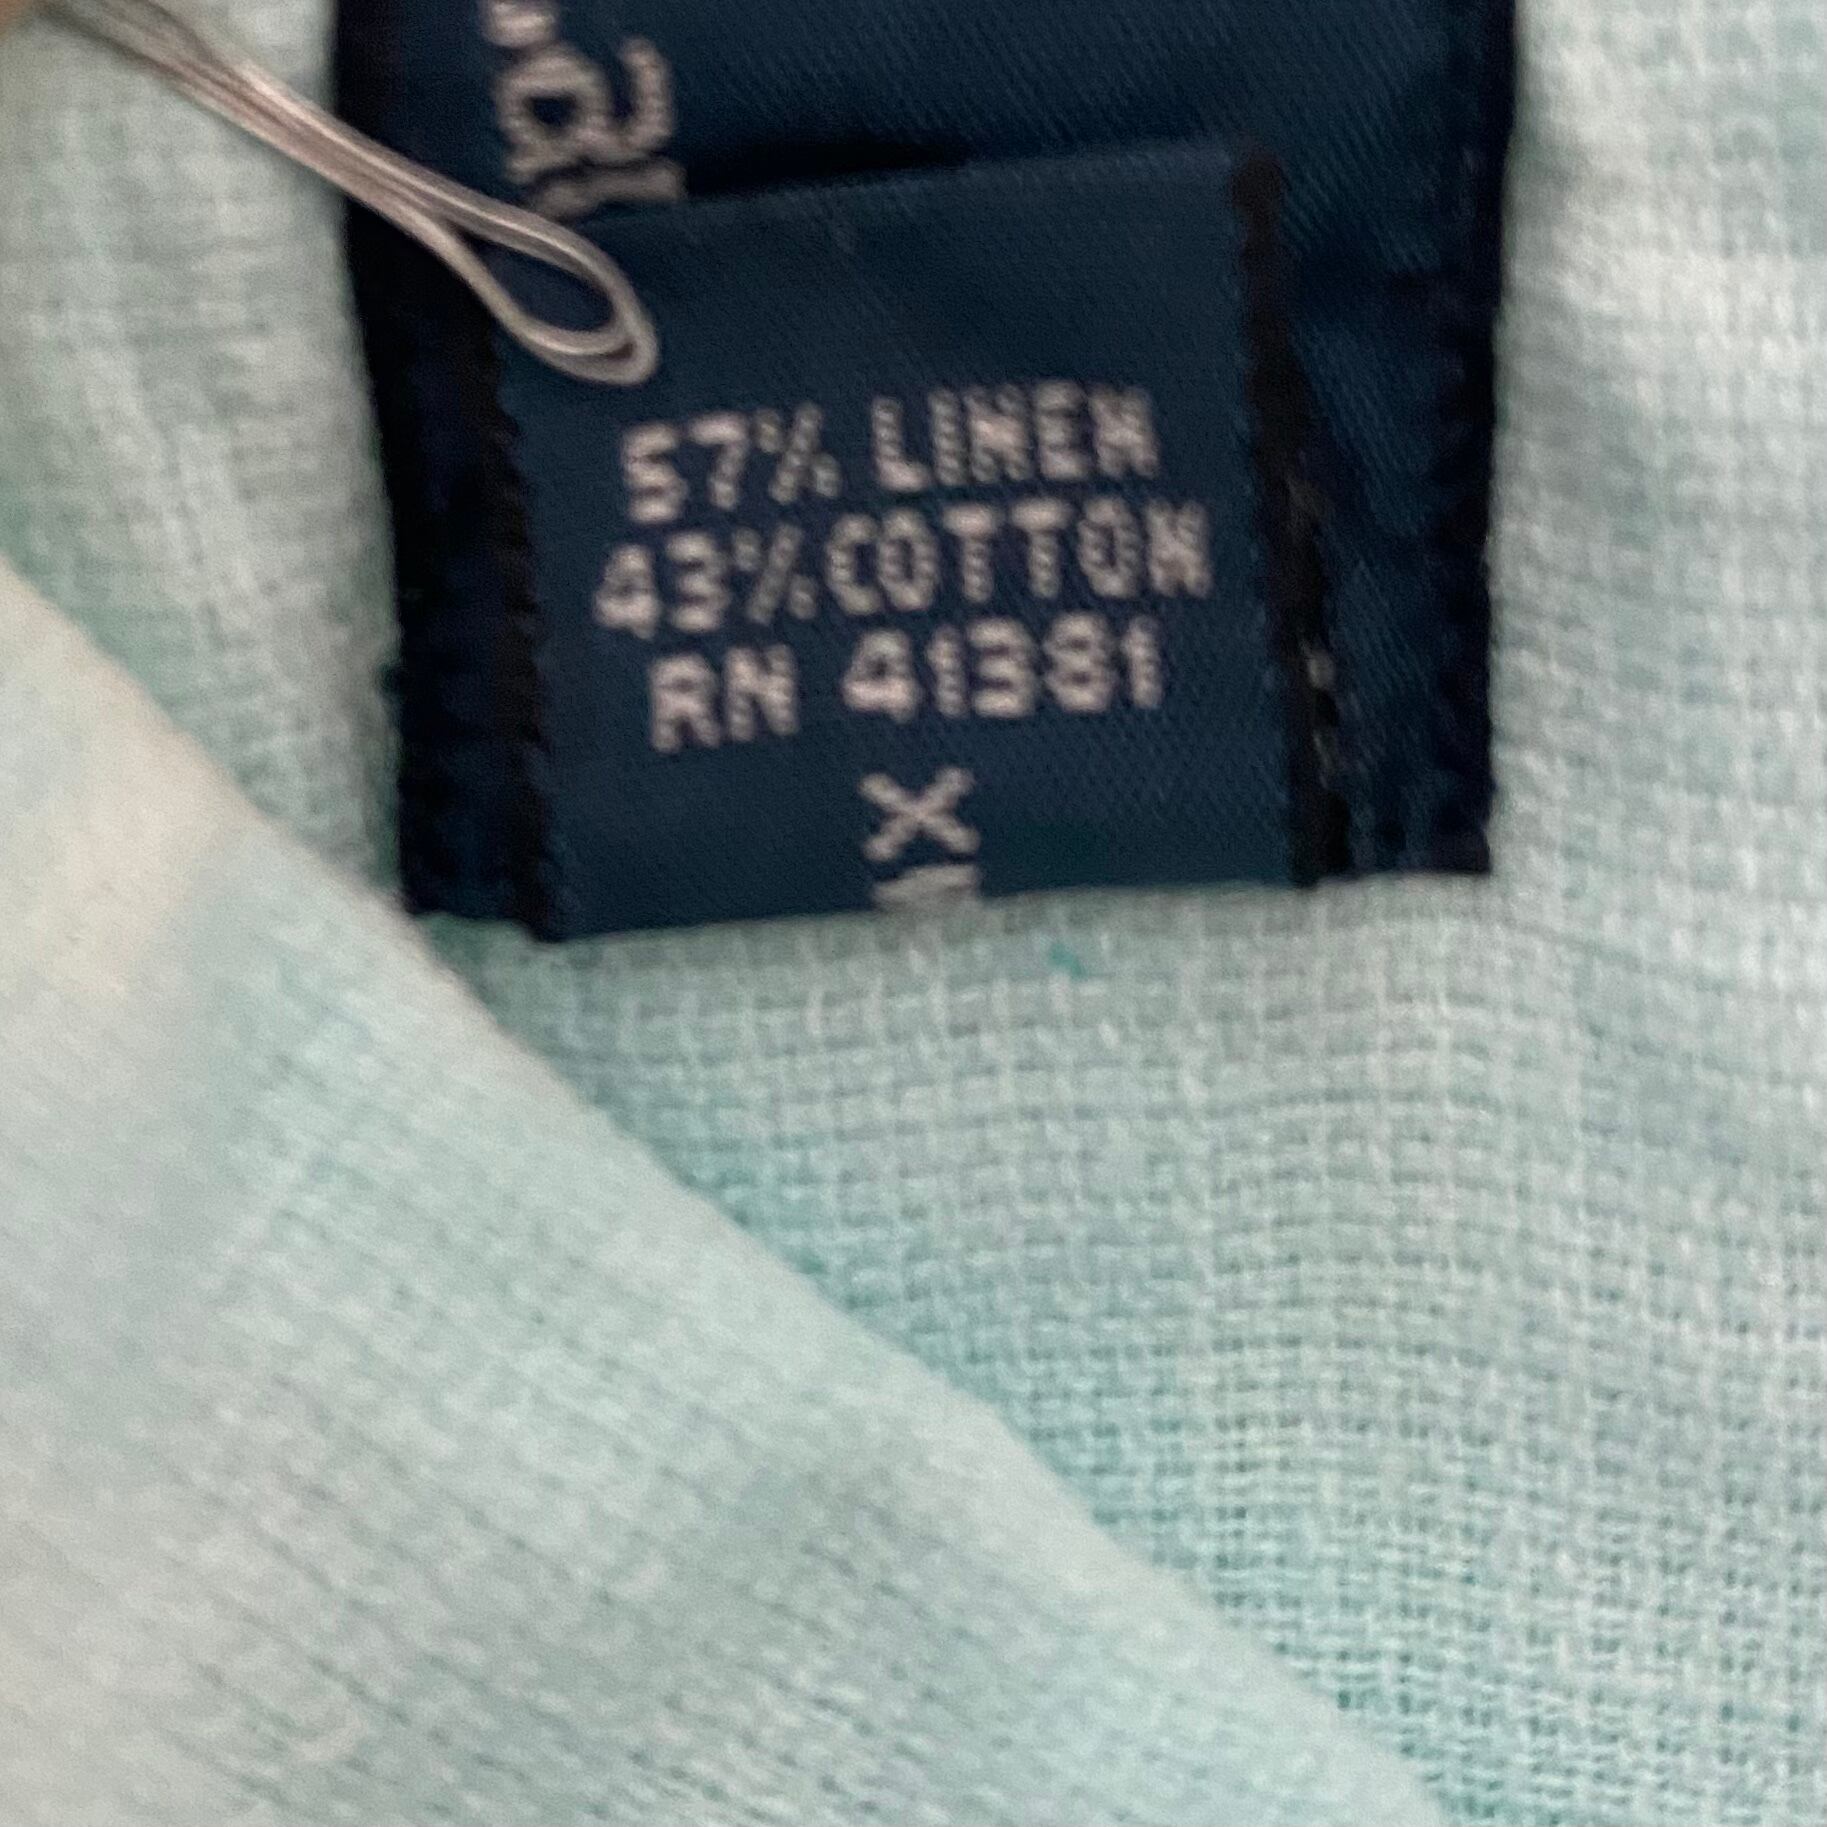 57% LINEN
43% COTTON
RN 41381
X